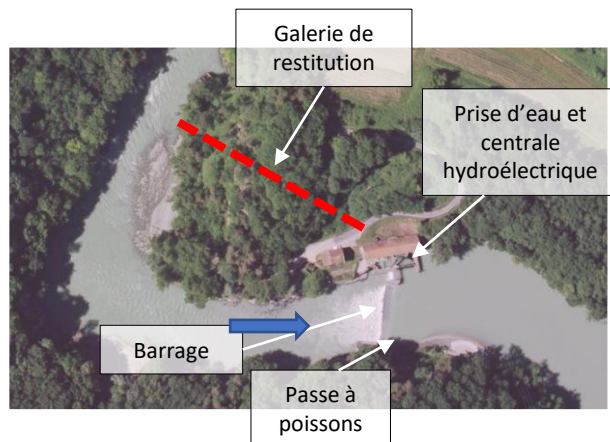 Galerie de
restitution
Prise d’eau et
centrale
hydroélectrique
Barrage
Passe à
poissons